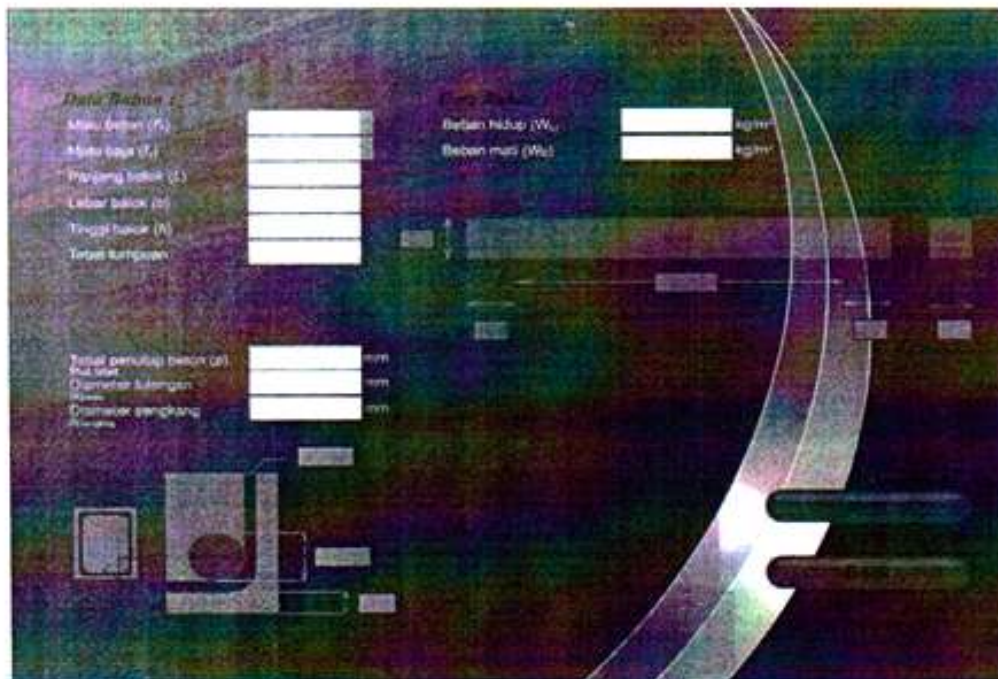 Data Beban :
Mutu beton (f'c)
Mutu baja (fy)
Panjang balok (L)
Lebar balok (b)
Tinggi balok (h)
Tebal tumpuan
Beban hidup (WL)
kg/m²
Beban mati (WD)
kg/m²
Tebal penutup beton (p)
mm
Diameter tulangan
mm
Diameter sengkang
mm